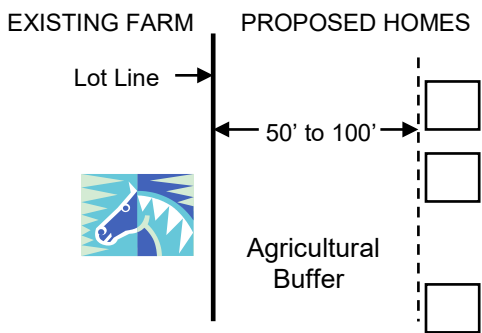 EXISTING FARM PROPOSED HOMES
Lot Line
50’ to 100’
Agricultural
Buffer